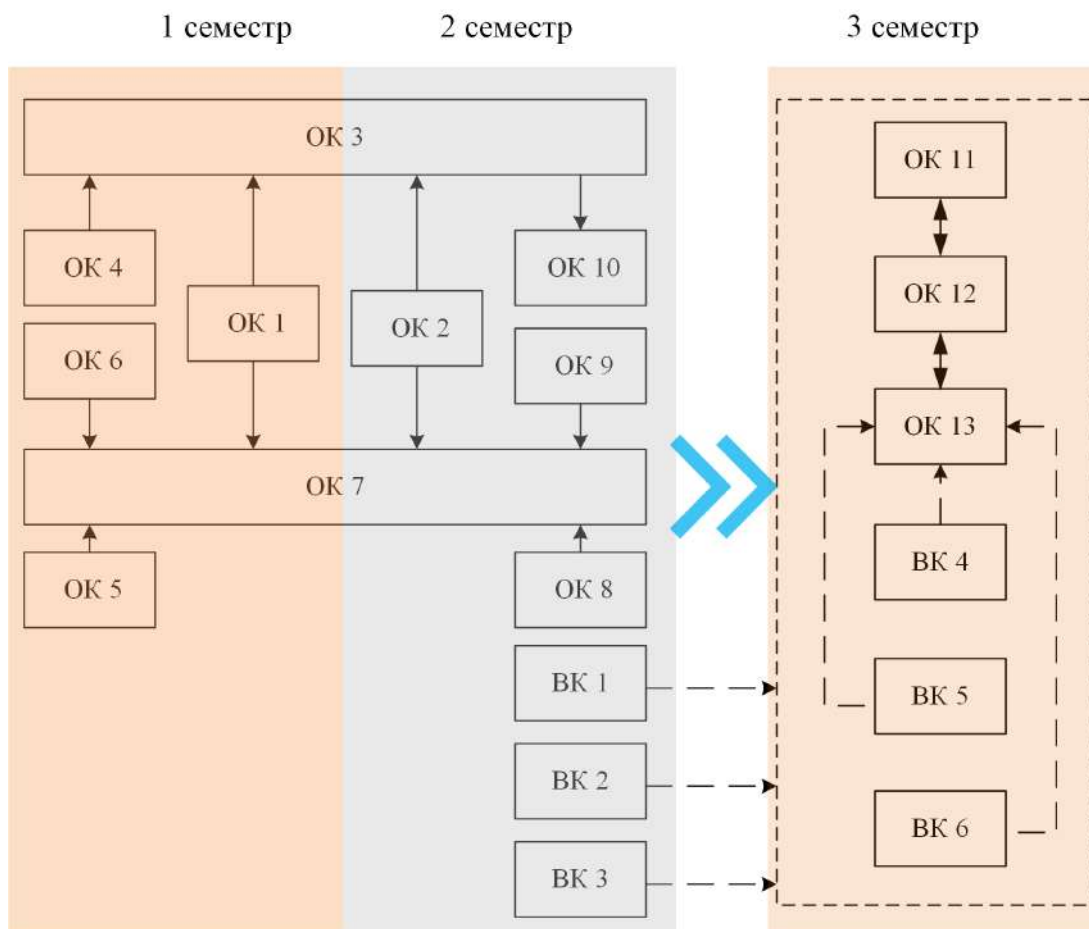 1 семестр
2 семестр
3 семестр
ОК 3
ОК 4
ОК 1
ОК 2
ОК 10
ОК 6
ОК 9
ОК 7
ОК 5
ОК 8
ВК 1
ВК 2
ВК 3
ОК 11
ОК 12
ОК 13
ВК 4
ВК 5
ВК 6